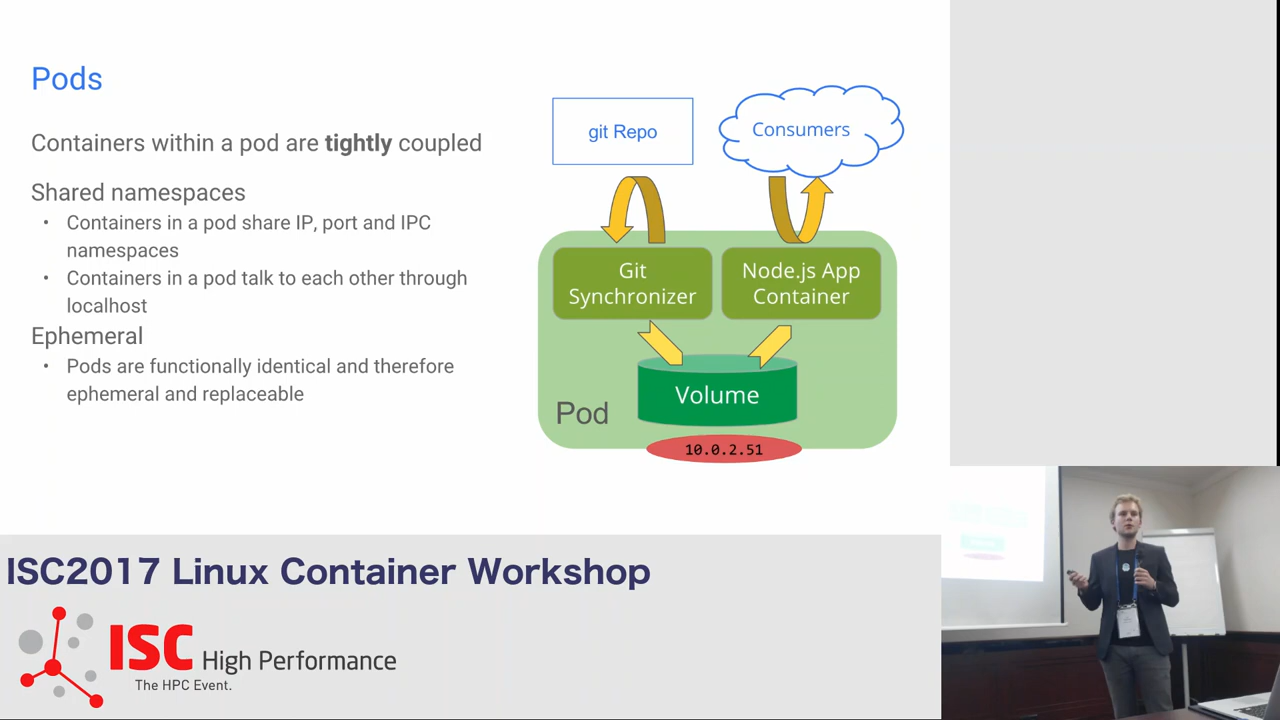 Pods
Containers within a pod are tightly coupled
Shared namespaces
• Containers in a pod share IP, port and IPC
namespaces
• Containers in a pod talk to each other through
localhost
Ephemeral
• Pods are functionally identical and therefore
ephemeral and replaceable
git Repo
Consumers
Git
Synchronizer
Node.js App
Container
Volume
Pod
10.0.2.51
ISC2017 Linux Container Workshop
ISC High Performance
The HPC Event.